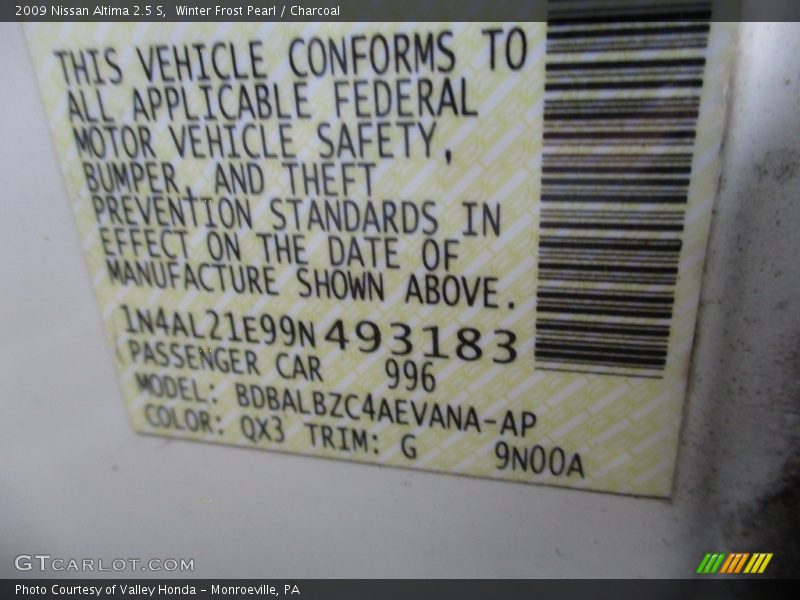 2009 Nissan Altima 2.5 S, Winter Frost Pearl / Charcoal
THIS VEHICLE CONFORMS TO
ALL APPLICABLE FEDERAL
MOTOR VEHICLE SAFETY,
BUMPER, AND THEFT
PREVENTION STANDARDS IN
EFFECT ON THE DATE OF
MANUFACTURE SHOWN ABOVE.
1N4AL21E99N493183
PASSENGER CAR 996
MODEL: BDBALBZC4AEVANA-AP
COLOR: QX3 TRIM: G 9N00A
GTCARLOT.COM
Photo Courtesy of Valley Honda - Monroeville, PA